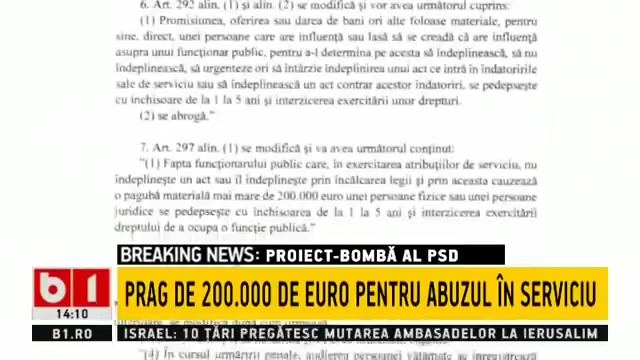 6. Art. 292 alin. (1) și alin. (2) se modifică și vor avea următorul cuprins:
(1) Promisiunea, oferirea sau darea de bani ori alte foloase materiale, pentru
sine, direct, unei persoane care are influență sau lasă să se creadă că are influență
asupra unui funcționar public, pentru a-l determina pe acesta să îndeplinească, să nu
îndeplinească, să urgenteze ori să întârzie îndeplinirea unui act ce intră în îndatoririle
sale de serviciu sau să îndeplinească un act contrar acestor îndatoriri, se pedepsește
cu închisoare de la 1 la 5 ani și interzicerea exercitării unor drepturi.
(2) se abrogă.”
7. Art. 297 alin. (1) se modifică și va avea următorul conținut:
"(1) Fapta funcționarului public care, în exercitarea atribuțiilor de serviciu, nu
îndeplinește un act sau îl îndeplinește prin încălcarea legii și prin aceasta cauzează
o pagubă materială mai mare de 200.000 euro unei persoane fizice sau unei persoane
juridice se pedepsește cu închisoarea de la 1 la 5 ani și interzicerea exercitării
dreptului de a ocupa o funcție publică.”
BREAKING NEWS: PROIECT-BOMBĂ AL PSD
b1
PRAG DE 200.000 DE EURO PENTRU ABUZUL ÎN SERVICIU
14:10
B1.RO
ISRAEL: 10 ȚĂRI PREGĂTESC MUTAREA AMBASADELOR LA IERUSALIM
(4) În cursul urmăririi penale, audierea persoanei vătămate se înregistrează